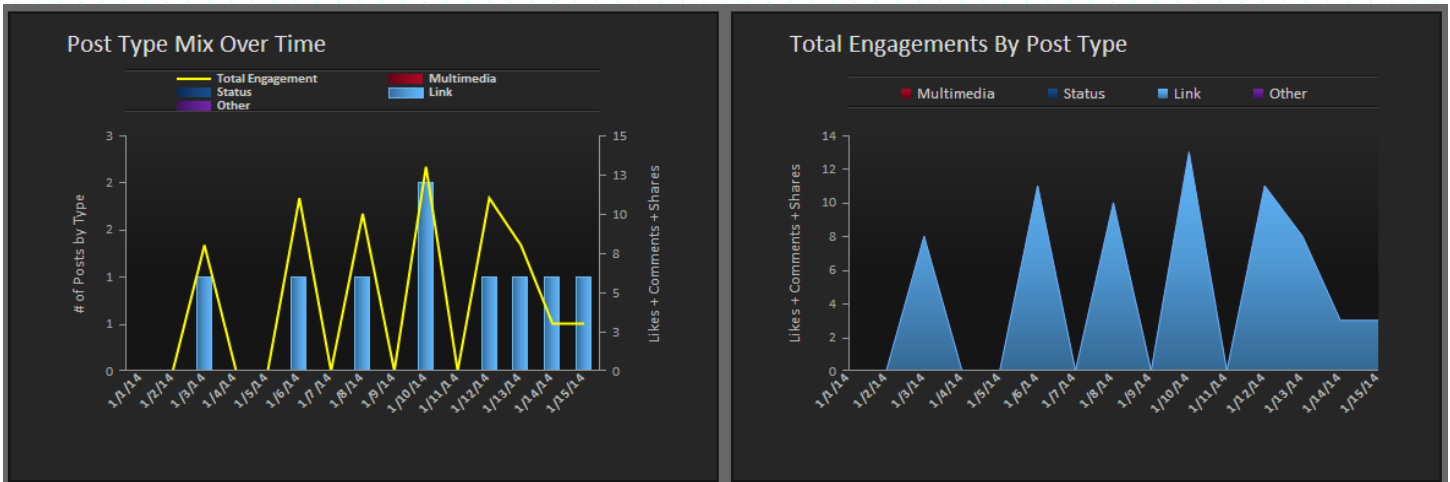 Post Type Mix Over Time
Total Engagement Multimedia
Status Link
Other
3
2
2
1
1
0
# of Posts by Type
15
13
10
8
5
3
0
Likes + Comments + Shares
1/1/14 1/2/14 1/3/14 1/4/14 1/5/14 1/6/14 1/7/14 1/8/14 1/9/14 1/10/14 1/11/14 1/12/14 1/13/14 1/14/14 1/15/14
Total Engagements By Post Type
Multimedia Status Link Other
14
12
10
8
6
4
2
0
Likes + Comments + Shares
1/1/14 1/2/14 1/3/14 1/4/14 1/5/14 1/6/14 1/7/14 1/8/14 1/9/14 1/10/14 1/11/14 1/12/14 1/13/14 1/14/14 1/15/14